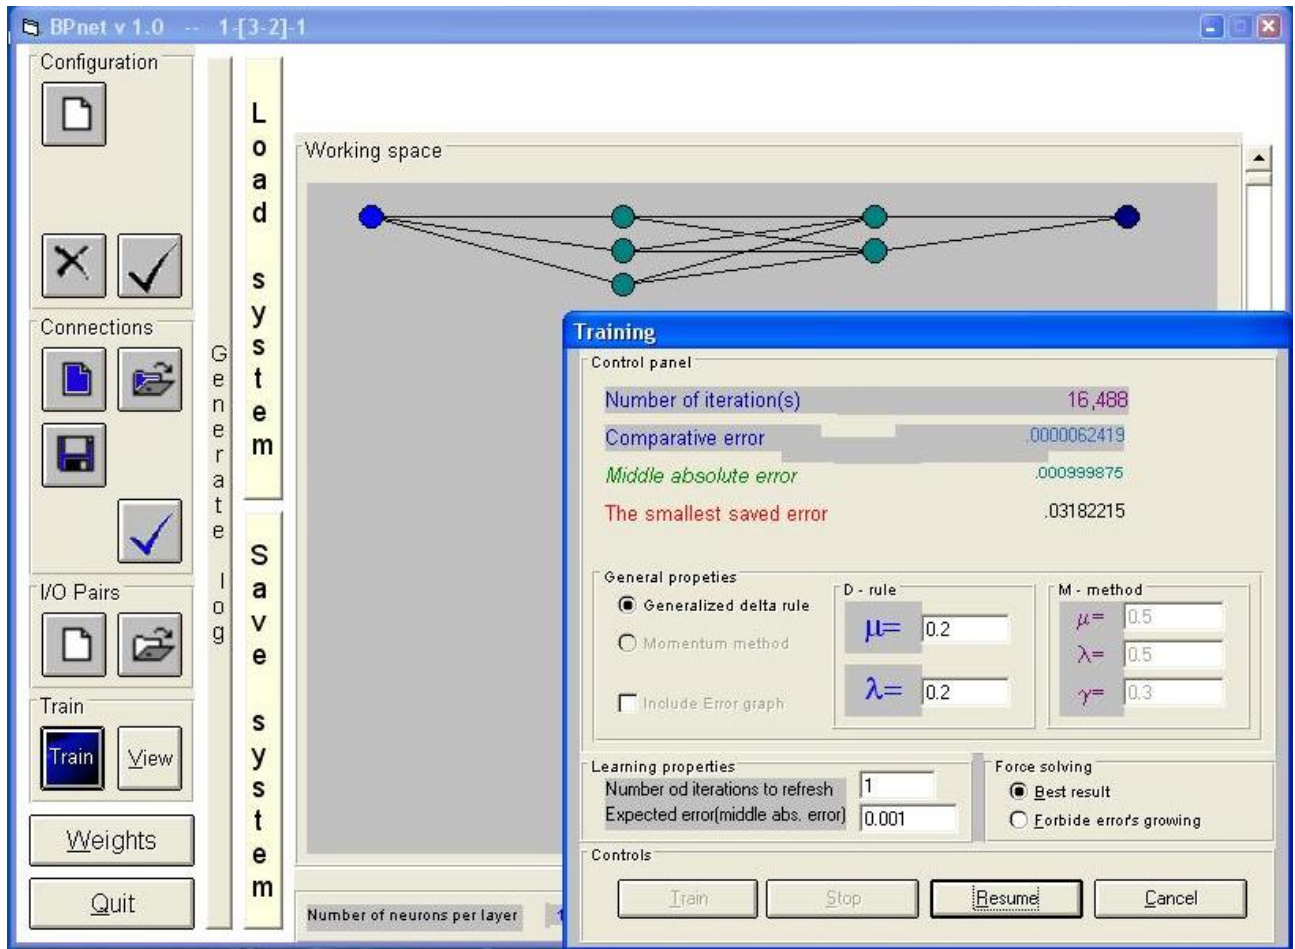 BPnet v 1.0 -- 1-[3-2]-1
Configuration
Connections
I/O Pairs
Train
Train
View
Weights
Quit
Generate log
Load system
Save system
Working space
Number of neurons per layer
Training
Control panel
Number of iteration(s) 16,488
Comparative error .0000062419
Middle absolute error .000999875
The smallest saved error .03182215
General propeties
Generalized delta rule
Momentum method
Include Error graph
D - rule
μ= 0.2
λ= 0.2
M - method
μ= 0.5
λ= 0.5
γ= 0.3
Learning properties
Number od iterations to refresh 1
Expected error(middle abs. error) 0.001
Force solving
Best result
Forbide error's growing
Controls
Train Stop Resume Cancel